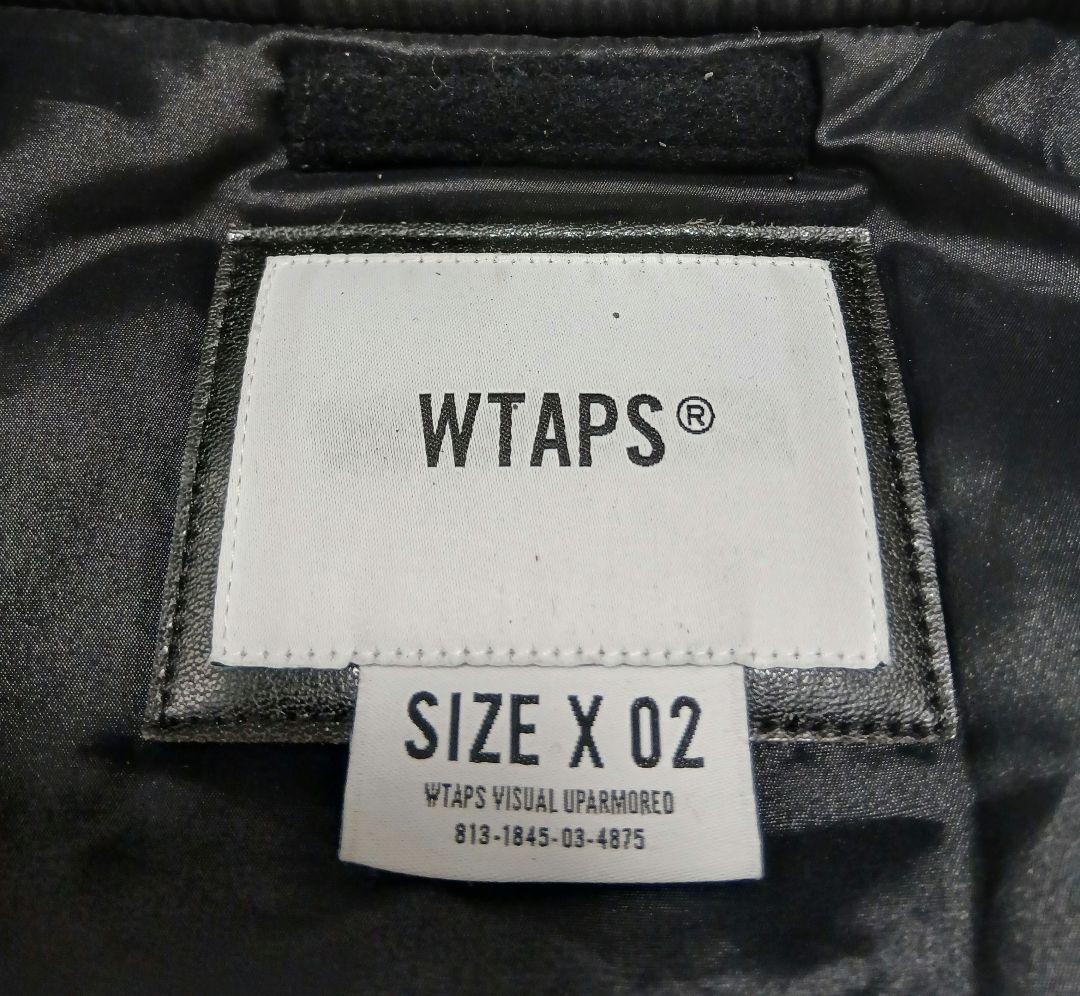 WTAPS®
SIZE X 02
WTAPS VISUAL UPARMORED
813-1845-03-4875